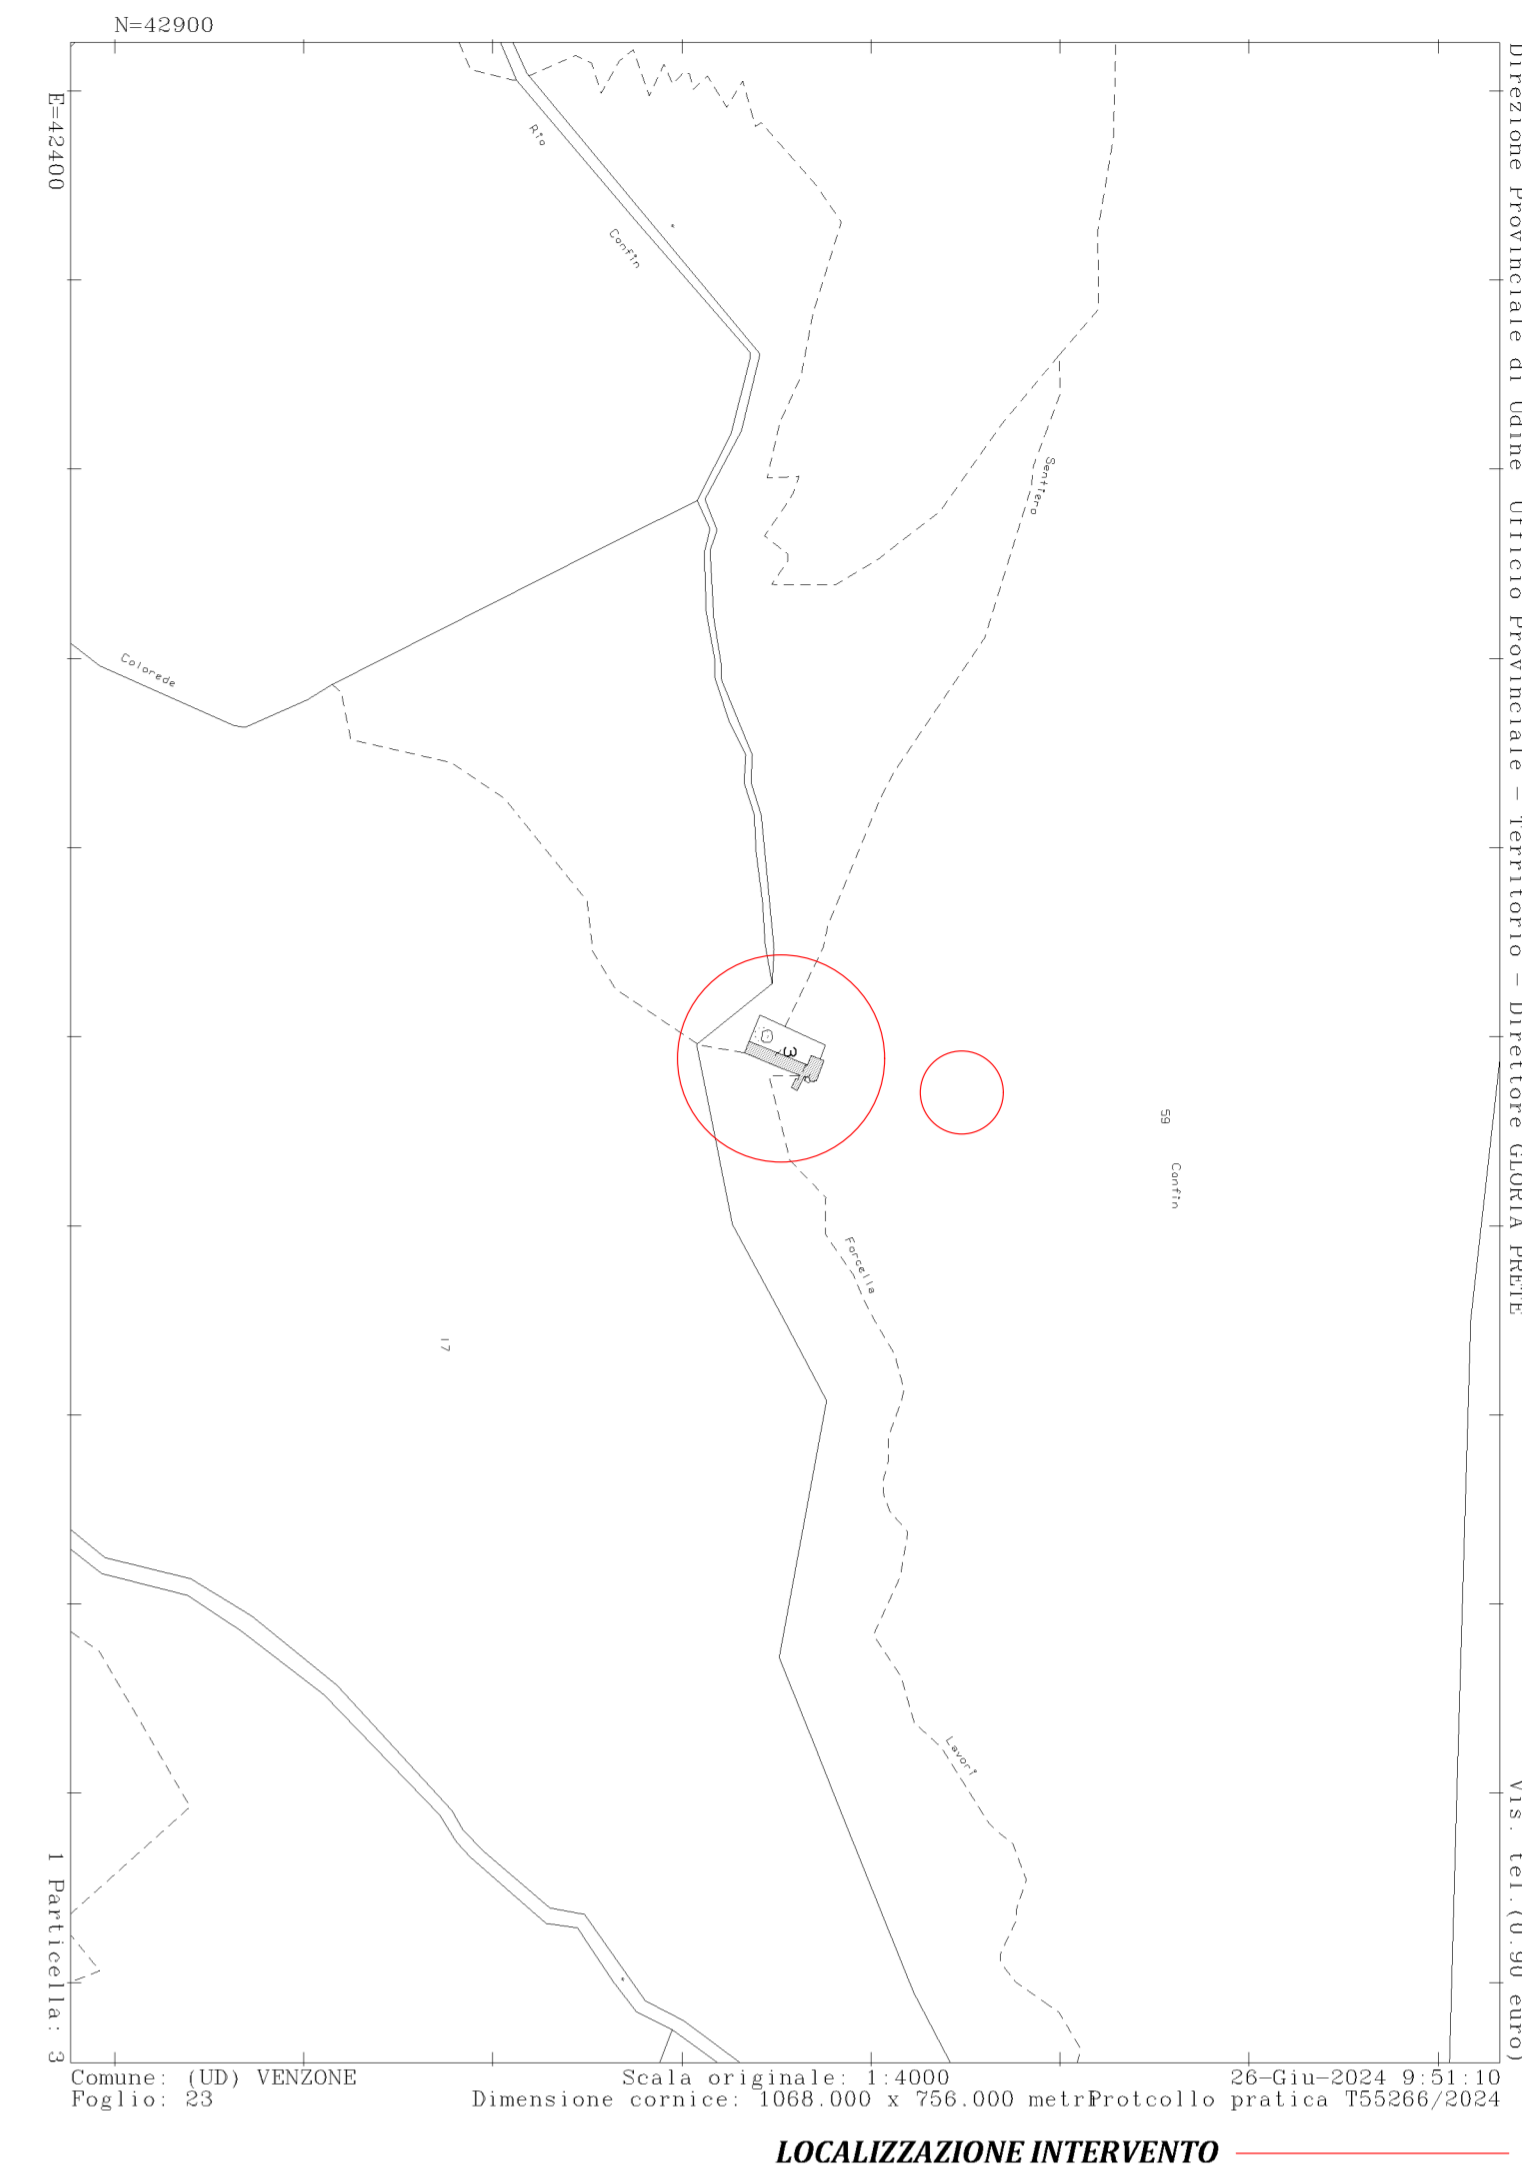 N=42900
E=42400
Direzione Provinciale di Udine Ufficio Provinciale - Territorio - Direttore GLORIA PRETE
Vis. tel.(0.90 euro)
Rio
Confin
Sentiero
Colorede
3
59
Confin
Forcella
17
Lavori
1 Particella: 3
Comune: (UD) VENZONE
Scala originale: 1:4000
26-Giu-2024 9:51:10
Foglio: 23
Dimensione cornice: 1068.000 x 756.000 metri
Protcollo pratica T55266/2024
LOCALIZZAZIONE INTERVENTO